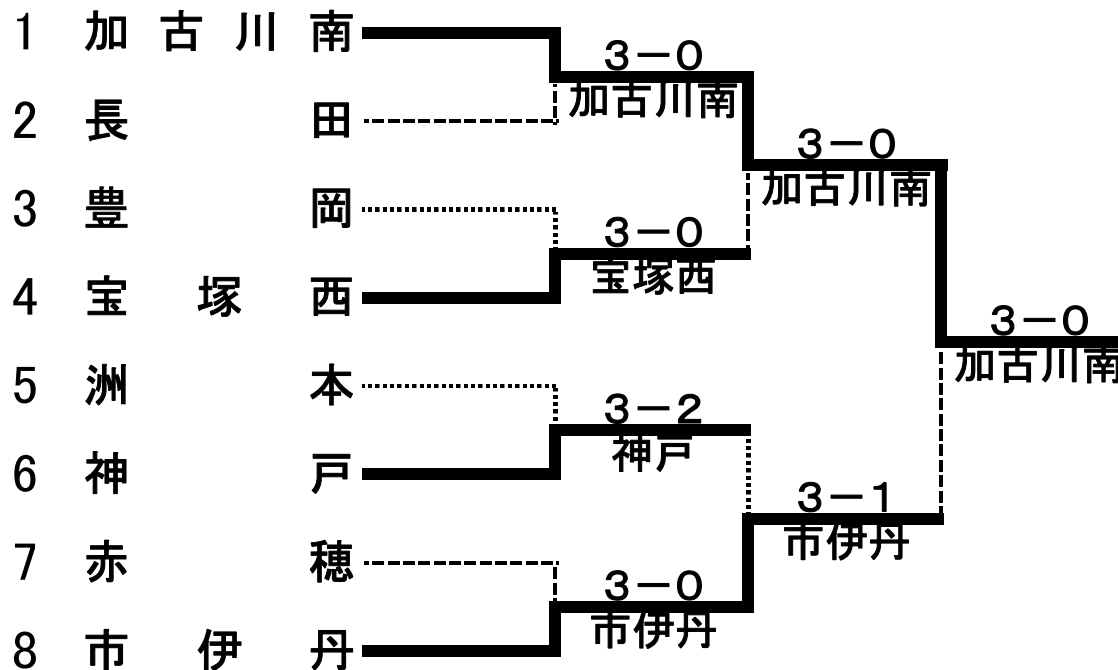 1 加古川南
3－0
加古川南
2 長田
3－0
加古川南
3 豊岡
3－0
宝塚西
4 宝塚西
3－0
加古川南
5 洲本
3－2
神戸
6 神戸
3－1
市伊丹
7 赤穂
3－0
市伊丹
8 市伊丹